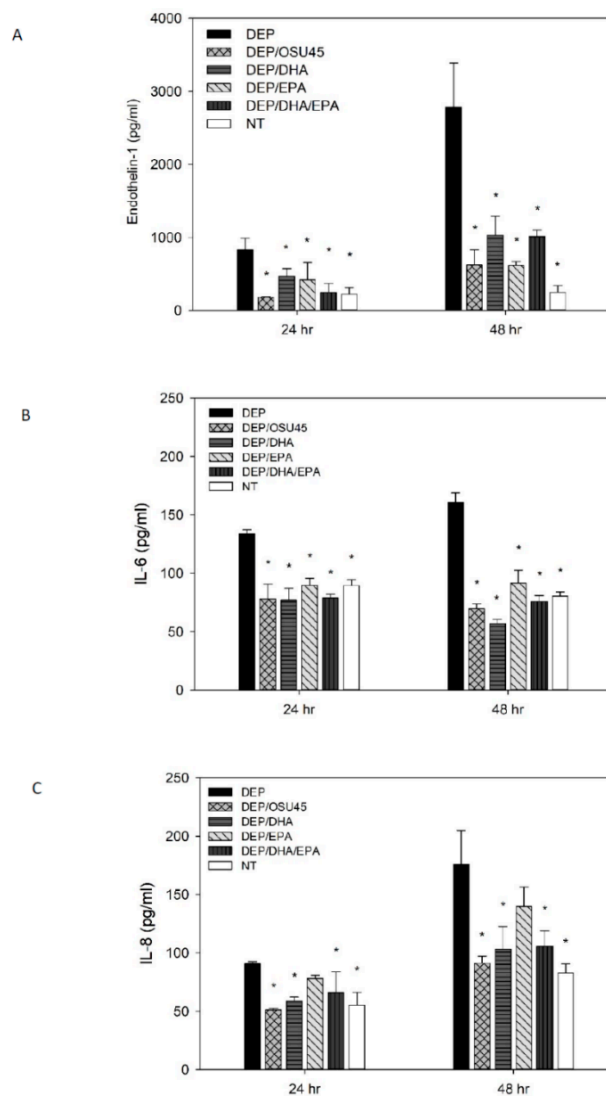 A
4000
3000
2000
1000
0
Endothelin-1 (pg/ml)
DEP
DEP/OSU45
DEP/DHA
DEP/EPA
DEP/DHA/EPA
NT
* * * * *
* * * * *
24 hr 48 hr
B
250
200
150
100
50
0
IL-6 (pg/ml)
DEP
DEP/OSU45
DEP/DHA
DEP/EPA
DEP/DHA/EPA
NT
* * * * *
* * * * *
24 hr 48 hr
C
250
200
150
100
50
0
IL-8 (pg/ml)
DEP
DEP/OSU45
DEP/DHA
DEP/EPA
DEP/DHA/EPA
NT
* * * *
* * * *
24 hr 48 hr